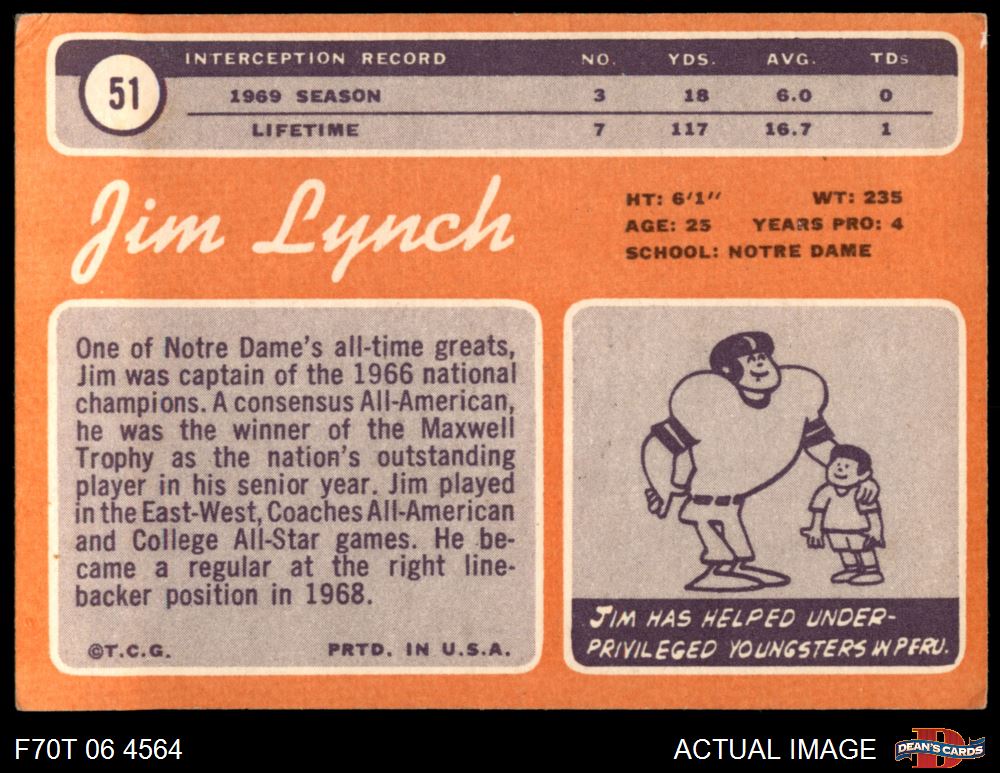 INTERCEPTION RECORD NO. YDS. AVG. TDs
51
1969 SEASON 3 18 6.0 0
LIFETIME 7 117 16.7 1
Jim Lynch
HT: 6'1" WT: 235
AGE: 25 YEARS PRO: 4
SCHOOL: NOTRE DAME
One of Notre Dame's all-time greats,
Jim was captain of the 1966 national
champions. A consensus All-American,
he was the winner of the Maxwell
Trophy as the nation's outstanding
player in his senior year. Jim played
in the East-West, Coaches All-American
and College All-Star games. He be-
came a regular at the right line-
backer position in 1968.
©T.C.G. PRTD. IN U.S.A.
JIM HAS HELPED UNDER-
PRIVILEGED YOUNGSTERS IN PERU.
F70T 06 4564
ACTUAL IMAGE
D
DEAN'S CARDS